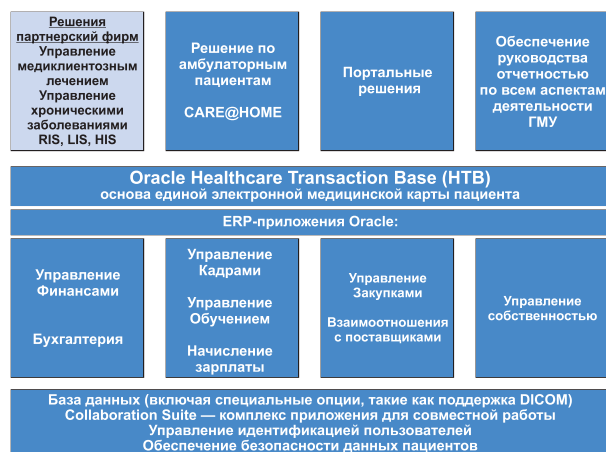 Решения
партнерский фирм
Управление
медиклиентозным
лечением
Управление
хроническими
заболеваниями
RIS, LIS, HIS
Решение по
амбулаторным
пациентам
CARE@HOME
Портальные
решения
Обеспечение
руководства
отчетностью
по всем аспектам
деятельности
ГМУ
Oracle Healthcare Transaction Base (HTB)
основа единой электронной медицинской карты пациента
ERP-приложения Oracle:
Управление
Финансами
Бухгалтерия
Управление
Кадрами
Управление
Обучением
Начисление
зарплаты
Управление
Закупками
Взаимоотношения
с поставщиками
Управление
собственностью
База данных (включая специальные опции, такие как поддержка DICOM)
Collaboration Suite — комплекс приложения для совместной работы
Управление идентификацией пользователей
Обеспечение безопасности данных пациентов